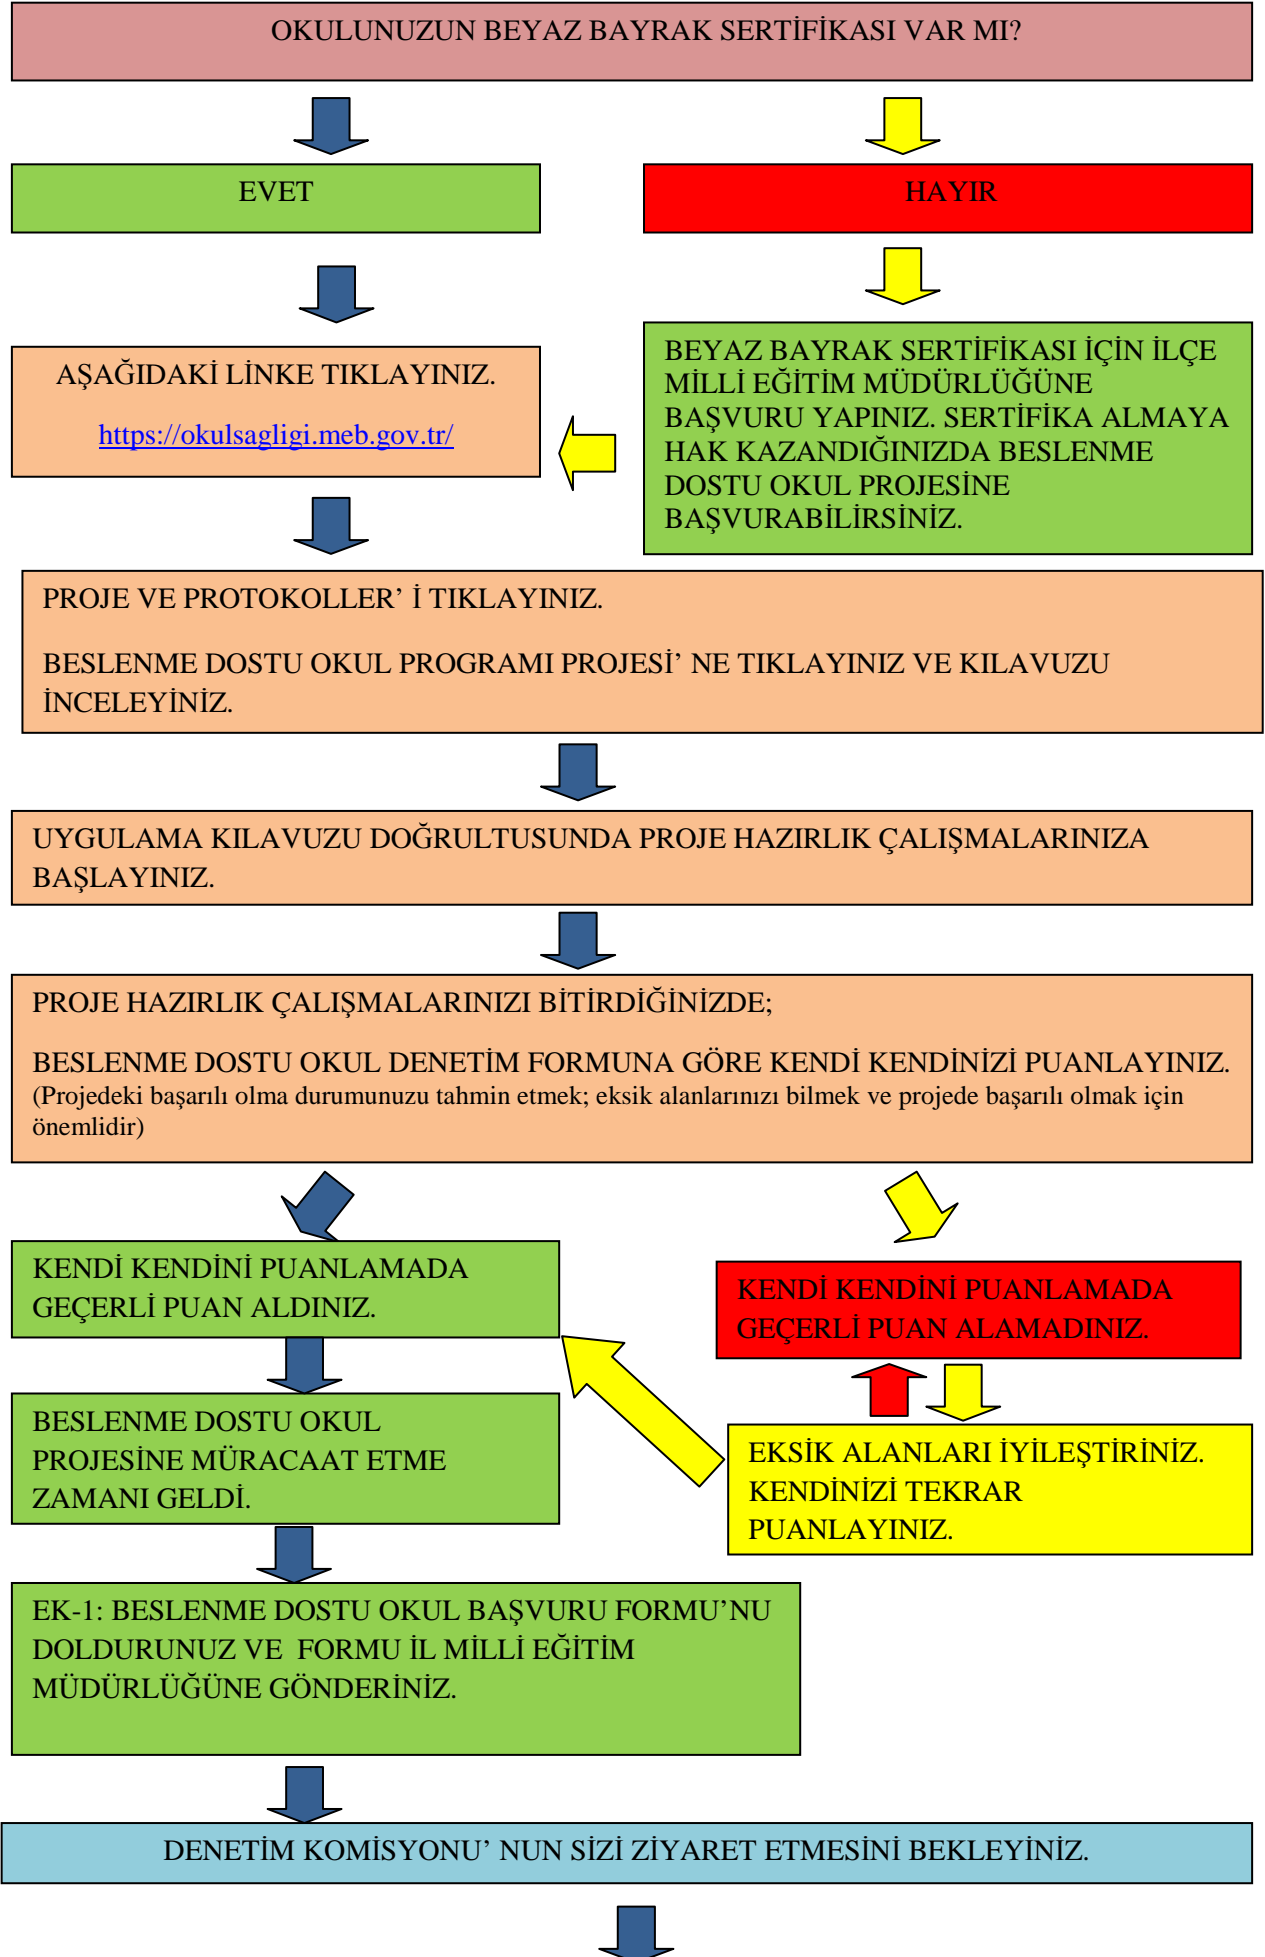 OKULUNUZUN BEYAZ BAYRAK SERTİFİKASI VAR MI?
EVET
HAYIR
AŞAĞIDAKİ LİNKE TIKLAYINIZ.
https://okulsagligi.meb.gov.tr/
BEYAZ BAYRAK SERTİFİKASI İÇİN İLÇE
MİLLİ EĞİTİM MÜDÜRLÜĞÜNE
BAŞVURU YAPINIZ. SERTİFİKA ALMAYA
HAK KAZANDIĞINIZDA BESLENME
DOSTU OKUL PROJESİNE
BAŞVURABİLİRSİNİZ.
PROJE VE PROTOKOLLER’ İ TIKLAYINIZ.
BESLENME DOSTU OKUL PROGRAMI PROJESİ’ NE TIKLAYINIZ VE KILAVUZU
İNCELEYİNİZ.
UYGULAMA KILAVUZU DOĞRULTUSUNDA PROJE HAZIRLIK ÇALIŞMALARINIZA
BAŞLAYINIZ.
PROJE HAZIRLIK ÇALIŞMALARINIZI BİTİRDİĞİNİZDE;
BESLENME DOSTU OKUL DENETİM FORMUNA GÖRE KENDİ KENDİNİZİ PUANLAYINIZ.
(Projedeki başarılı olma durumunuzu tahmin etmek; eksik alanlarınızı bilmek ve projede başarılı olmak için
önemlidir)
KENDİ KENDİNİ PUANLAMADA
GEÇERLİ PUAN ALDINIZ.
KENDİ KENDİNİ PUANLAMADA
GEÇERLİ PUAN ALAMADINIZ.
BESLENME DOSTU OKUL
PROJESİNE MÜRACAAT ETME
ZAMANI GELDİ.
EKSİK ALANLARI İYİLEŞTİRİNİZ.
KENDİNİZİ TEKRAR
PUANLAYINIZ.
EK-1: BESLENME DOSTU OKUL BAŞVURU FORMU’NU
DOLDURUNUZ VE  FORMU İL MİLLİ EĞİTİM
MÜDÜRLÜĞÜNE GÖNDERİNİZ.
DENETİM KOMİSYONU’ NUN SİZİ ZİYARET ETMESİNİ BEKLEYİNİZ.